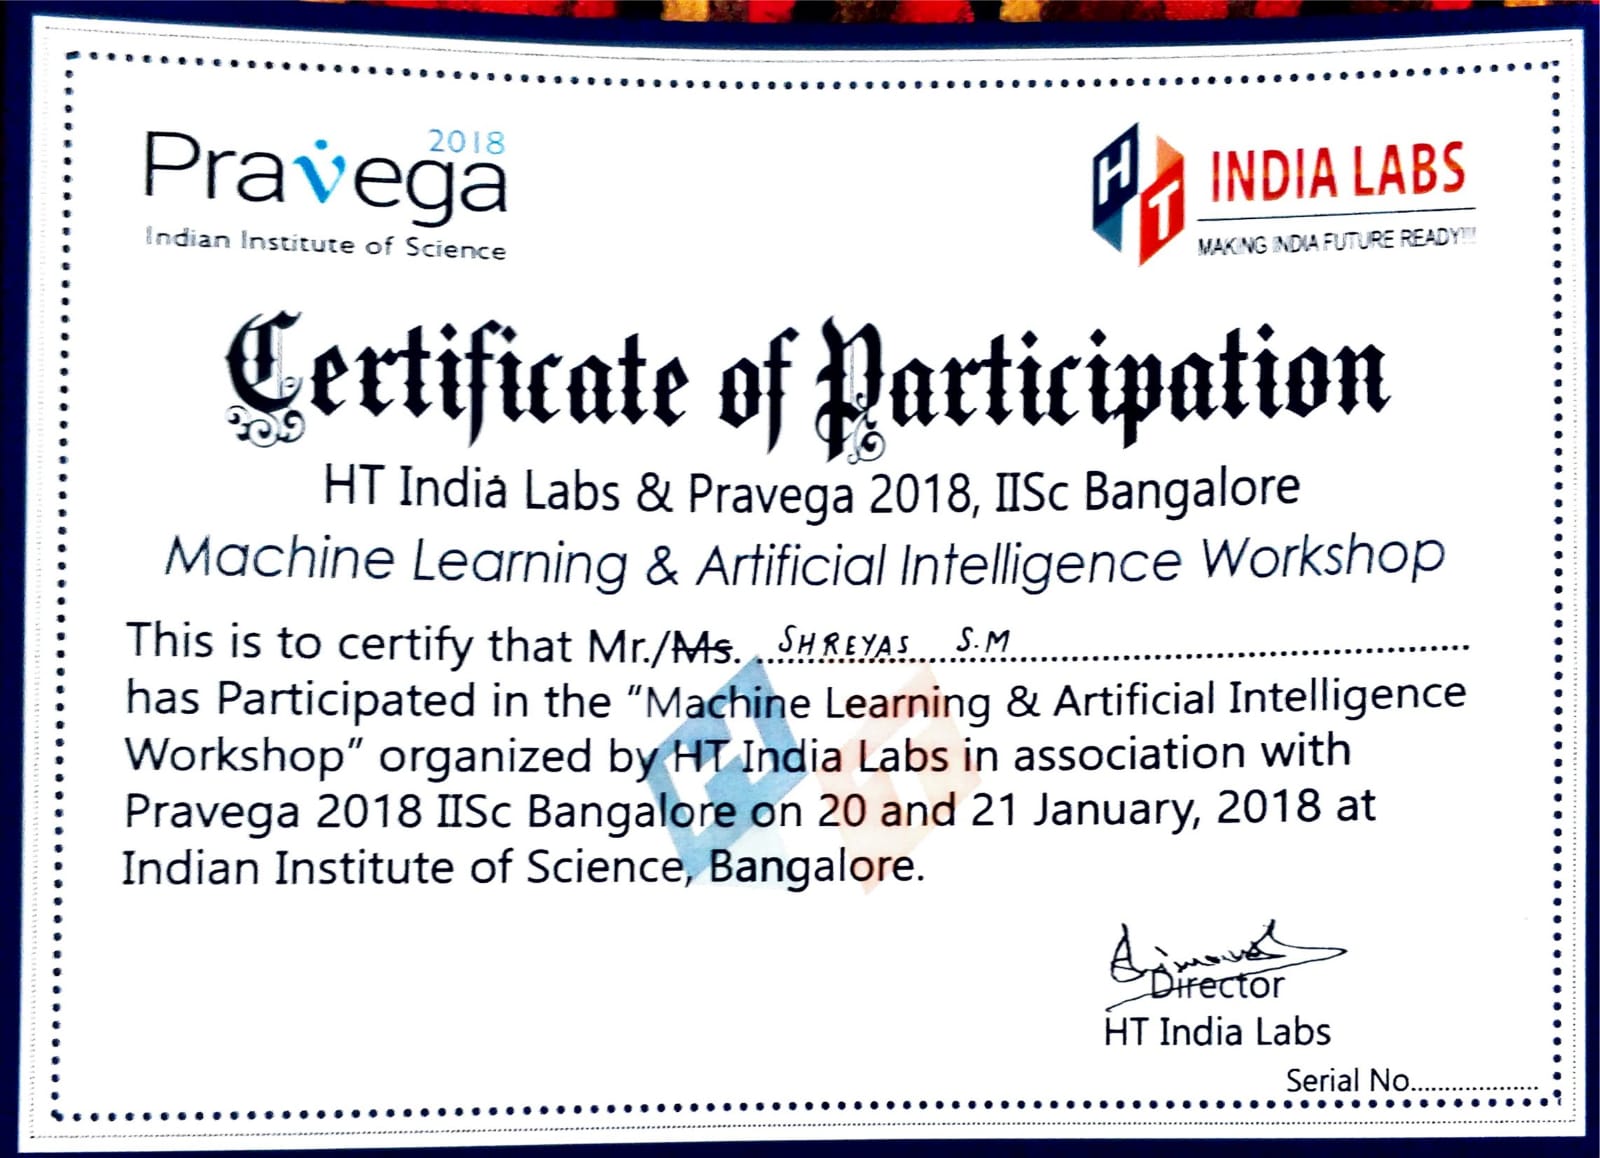 2018
Pravega
Indian Institute of Science
HT INDIA LABS
MAKING INDIA FUTURE READY!!!
Certificate of Participation
HT India Labs & Pravega 2018, IISc Bangalore
Machine Learning & Artificial Intelligence Workshop
This is to certify that Mr./Ms. SHREYAS S.M
has Participated in the “Machine Learning & Artificial Intelligence
Workshop” organized by HT India Labs in association with
Pravega 2018 IISc Bangalore on 20 and 21 January, 2018 at
Indian Institute of Science, Bangalore.
Director
HT India Labs
Serial No....................